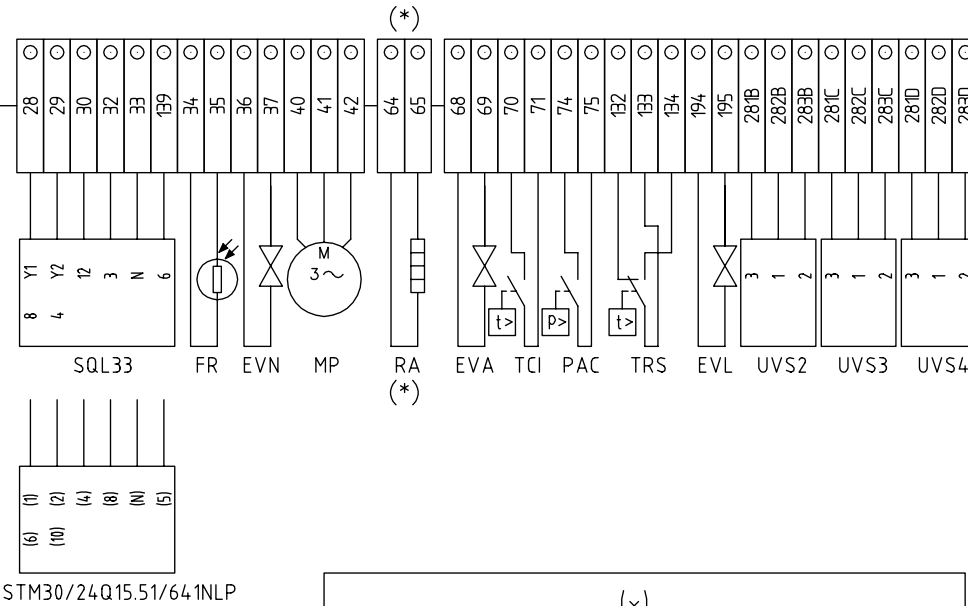 (*)
28 29 30 32 33 139 34 35 36 37 40 41 42 64 65 68 69 70 71 74 75 132 133 134 194 195 281B 282B 283B 281C 282C 283C 281D 282D 283D
Y1 Y2 12 3 N 6 M 3 1 2 3 1 2 3 1 2
3~
8 4 t> p> t>
SQL33 FR EVN MP RA EVA TCI PAC TRS EVL UVS2 UVS3 UVS4
(*)
(1) (2) (4) (8) (N) (5)
(6) (10)
STM30/24Q15.51/641NLP
(x)